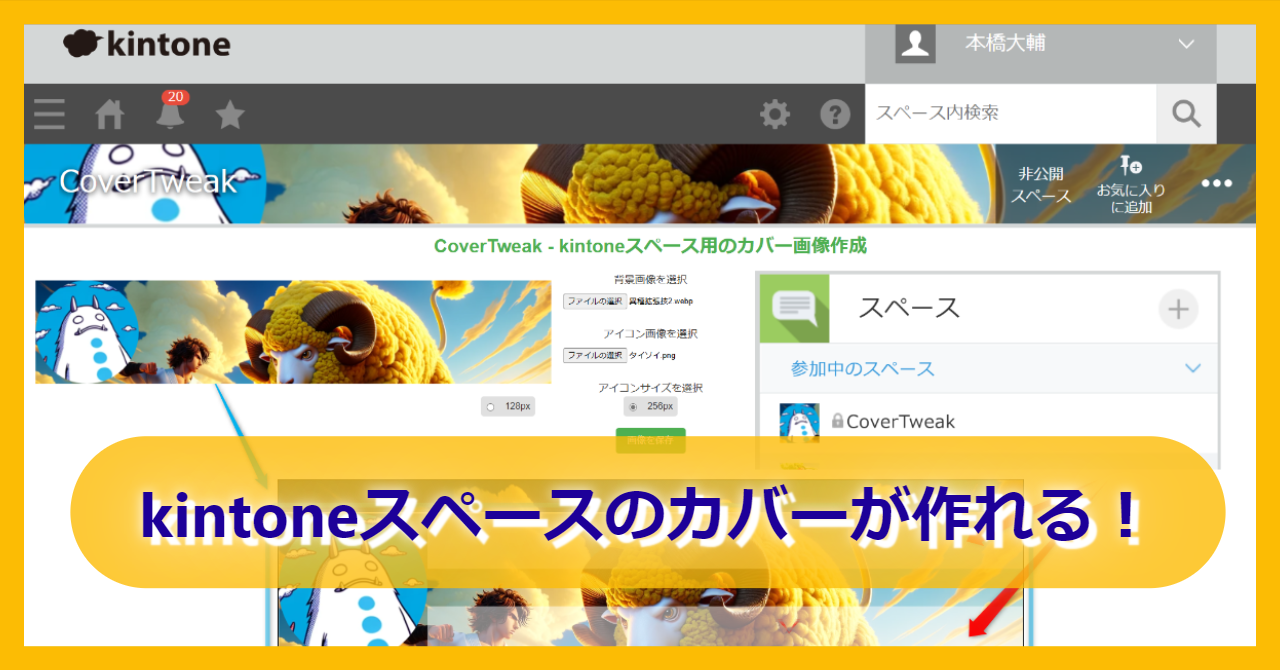 kintone
本橋大輔
20
スペース内検索
CoverTweak
非公開
スペース
お気に入り
に追加
CoverTweak - kintoneスペース用のカバー画像作成
背景画像を選択
ファイルの選択 異種拡張技2.webp
アイコン画像を選択
ファイルの選択 タイソイ.png
アイコンサイズを選択
128px
256px
画像を保存
スペース
参加中のスペース
CoverTweak
kintoneスペースのカバーが作れる！